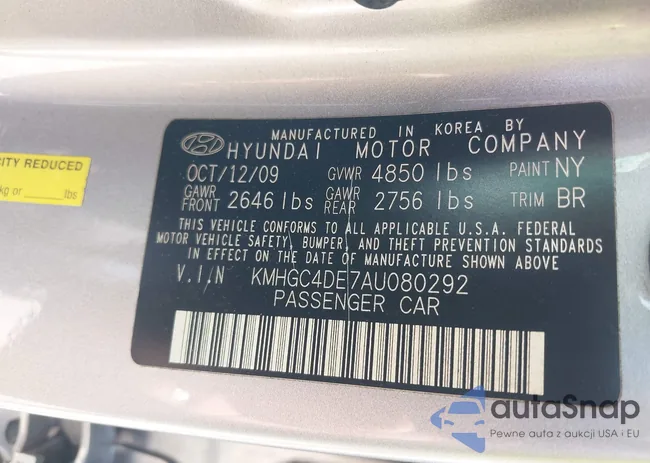 CITY REDUCED
kg or ____ lbs
MANUFACTURED IN KOREA BY
HYUNDAI MOTOR COMPANY
OCT/12/09 GVWR 4850 lbs PAINT NY
GAWR FRONT 2646 lbs GAWR REAR 2756 lbs TRIM BR
THIS VEHICLE CONFORMS TO ALL APPLICABLE U.S.A. FEDERAL
MOTOR VEHICLE SAFETY, BUMPER, AND THEFT PREVENTION STANDARDS
IN EFFECT ON THE DATE OF MANUFACTURE SHOWN ABOVE
V.I.N KMHGC4DE7AU080292
PASSENGER CAR
autaSnap
Pewne auta z aukcji USA i EU